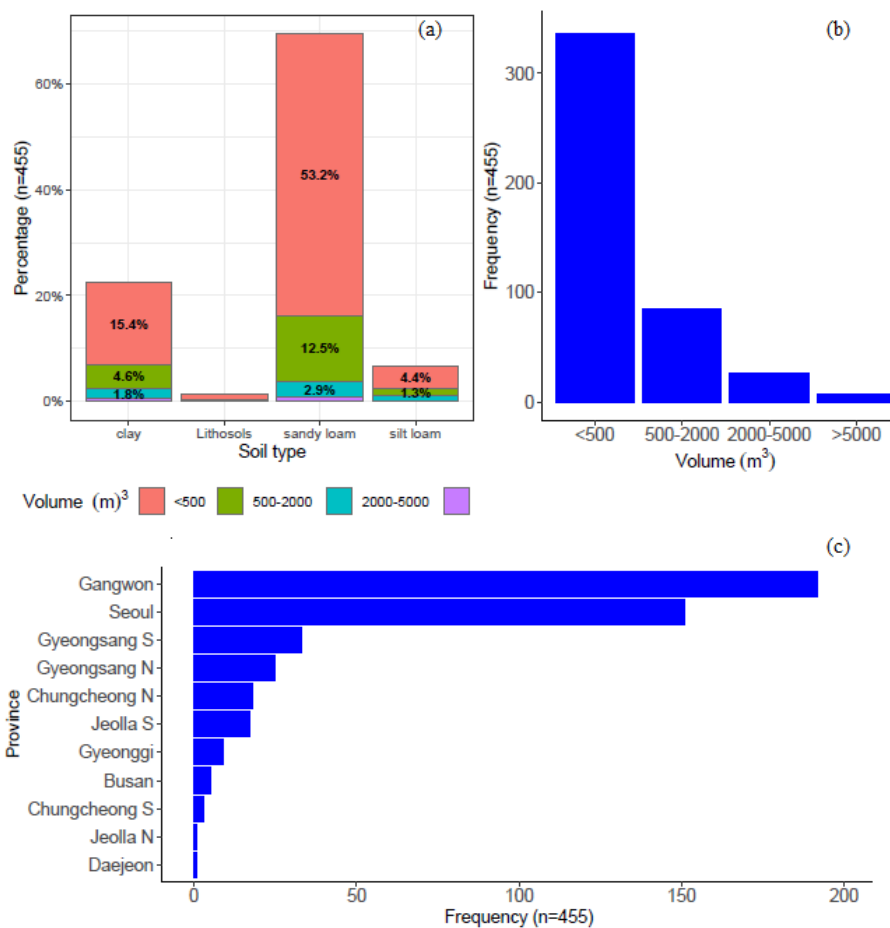 (a)
Percentage (n=455)
60%
40%
20%
0%
53.2%
15.4%
12.5%
4.6%
4.4%
2.9%
1.8%
1.3%
clay Lithosols sandy loam silt loam
Soil type
Volume (m)³ <500 500-2000 2000-5000
(b)
Frequency (n=455)
300
200
100
0
<500 500-2000 2000-5000 >5000
Volume (m³)
(c)
Province
Gangwon
Seoul
Gyeongsang S
Gyeongsang N
Chungcheong N
Jeolla S
Gyeonggi
Busan
Chungcheong S
Jeolla N
Daejeon
0 50 100 150 200
Frequency (n=455)